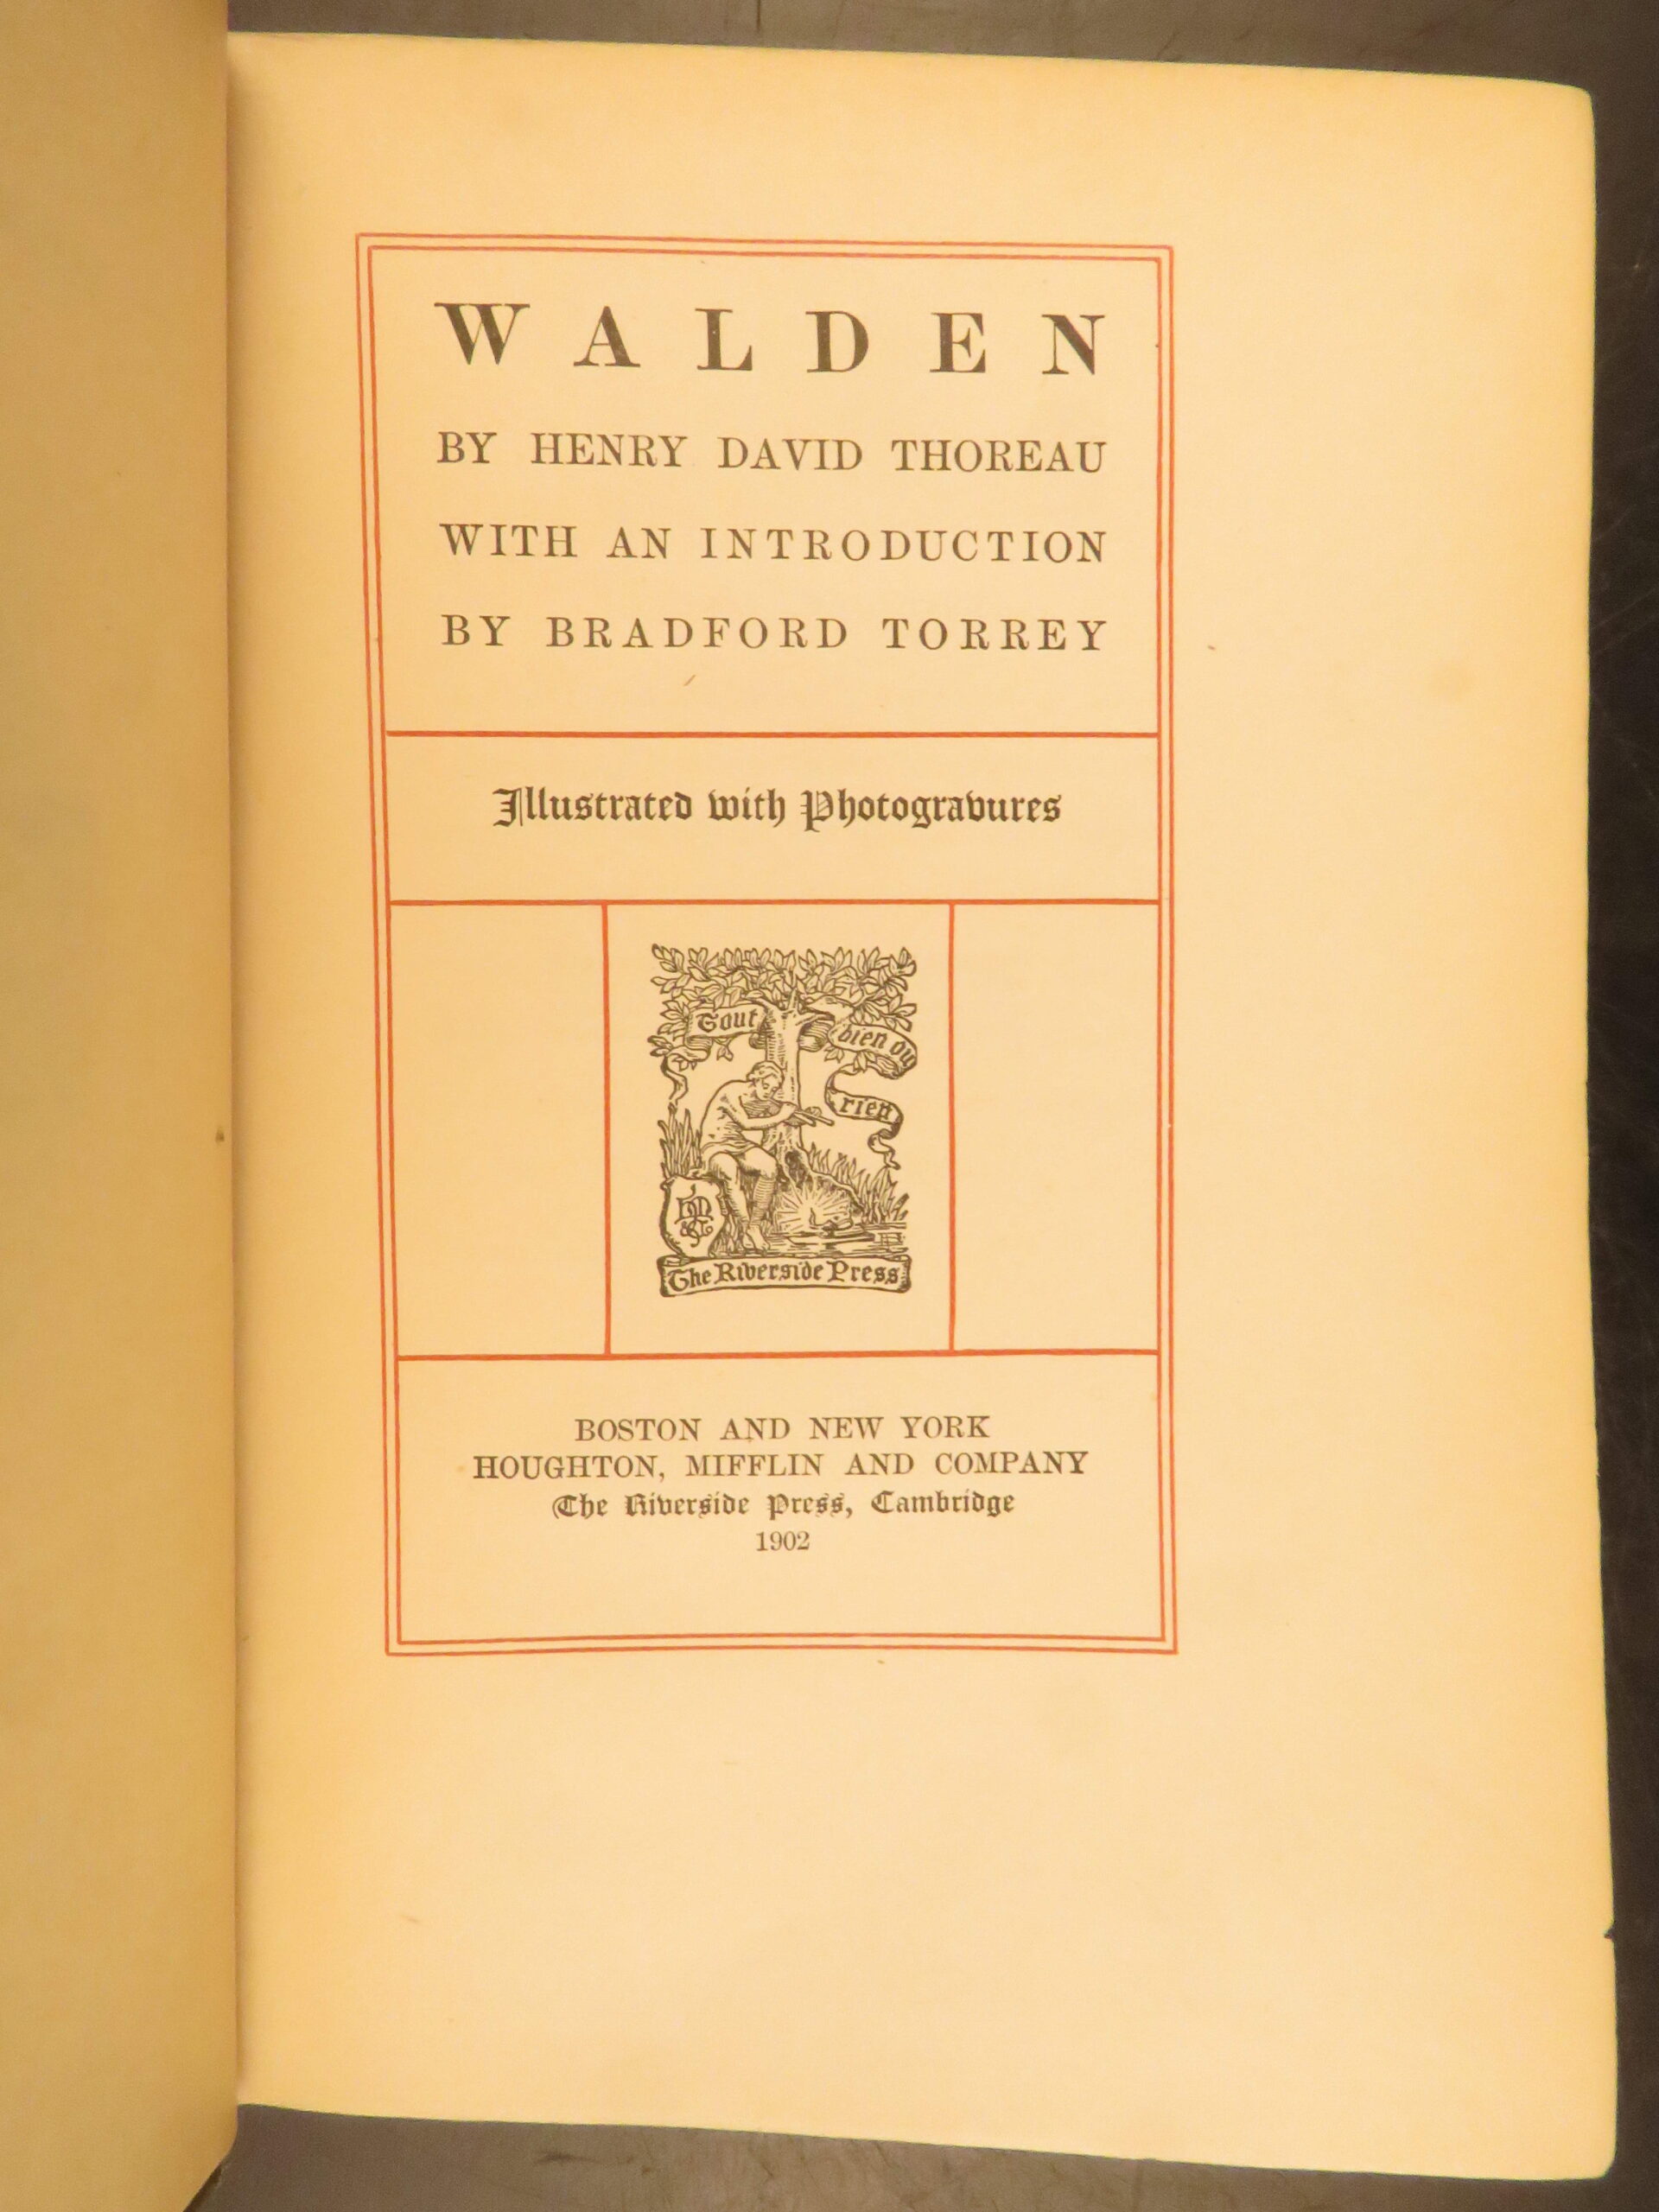 WALDEN
BY HENRY DAVID THOREAU
WITH AN INTRODUCTION
BY BRADFORD TORREY
Illustrated with Photogravures
Tout
bien ou
rien
The Riverside Press
BOSTON AND NEW YORK
HOUGHTON, MIFFLIN AND COMPANY
The Riverside Press, Cambridge
1902